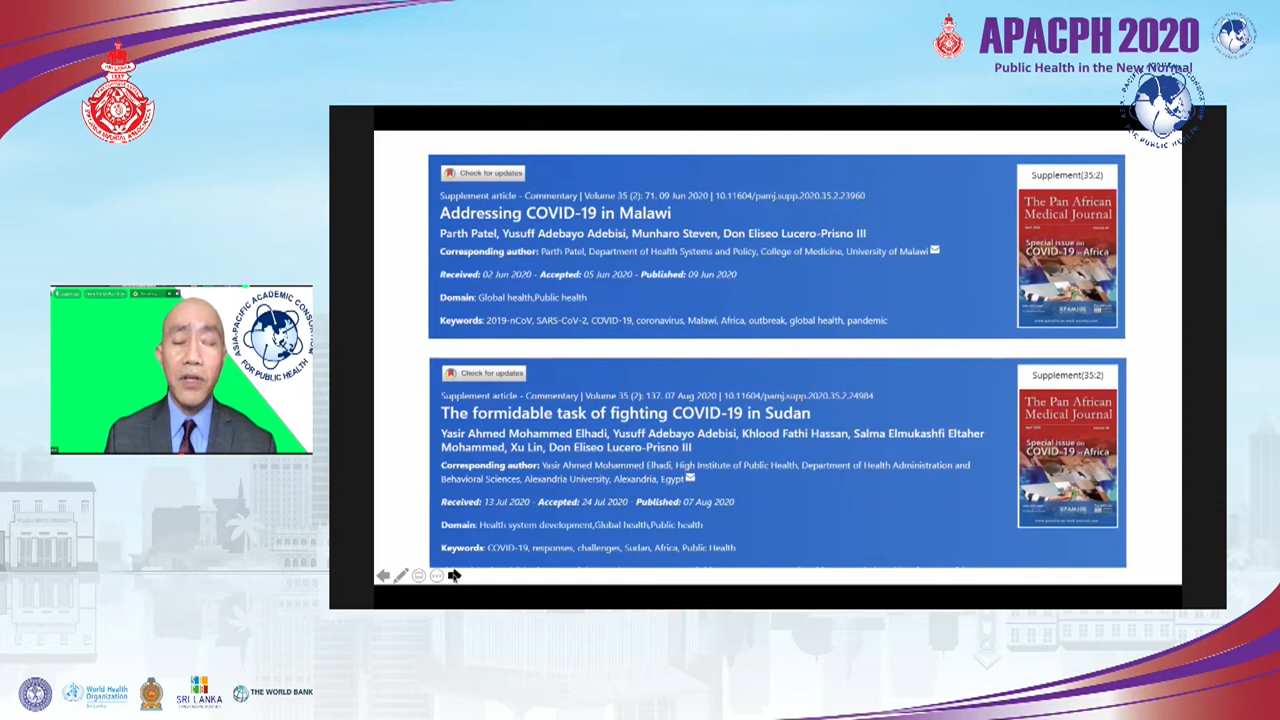 APACPH 2020
Public Health in the New Normal
SRI LANKA
1887
Check for updates
Supplement article - Commentary | Volume 35 (2): 71. 09 Jun 2020 | 10.11604/pamj.supp.2020.35.2.23960
Addressing COVID-19 in Malawi
Parth Patel, Yusuff Adebayo Adebisi, Munharo Steven, Don Eliseo Lucero-Prisno III
Corresponding author: Parth Patel, Department of Health Systems and Policy, College of Medicine, University of Malawi
Received: 02 Jun 2020 - Accepted: 05 Jun 2020 - Published: 09 Jun 2020
Domain: Global health,Public health
Keywords: 2019-nCoV, SARS-CoV-2, COVID-19, coronavirus, Malawi, Africa, outbreak, global health, pandemic
Supplement(35:2)
The Pan African
Medical Journal
Special issue on
COVID-19 in Africa
Check for updates
Supplement article - Commentary | Volume 35 (2): 137. 07 Aug 2020 | 10.11604/pamj.supp.2020.35.2.24984
The formidable task of fighting COVID-19 in Sudan
Yasir Ahmed Mohammed Elhadi, Yusuff Adebayo Adebisi, Khlood Fathi Hassan, Salma Elmukashfi Eltaher
Mohammed, Xu Lin, Don Eliseo Lucero-Prisno III
Corresponding author: Yasir Ahmed Mohammed Elhadi, High Institute of Public Health, Department of Health Administration and
Behavioral Sciences, Alexandria University, Alexandria, Egypt
Received: 13 Jul 2020 - Accepted: 24 Jul 2020 - Published: 07 Aug 2020
Domain: Health system development,Global health,Public health
Keywords: COVID-19, responses, challenges, Sudan, Africa, Public Health
Supplement(35:2)
The Pan African
Medical Journal
Special issue on
COVID-19 in Africa
ASIA-PACIFIC ACADEMIC CONSORTIUM
FOR PUBLIC HEALTH
World Health
Organization
Sri Lanka
SRI LANKA
THE WORLD BANK